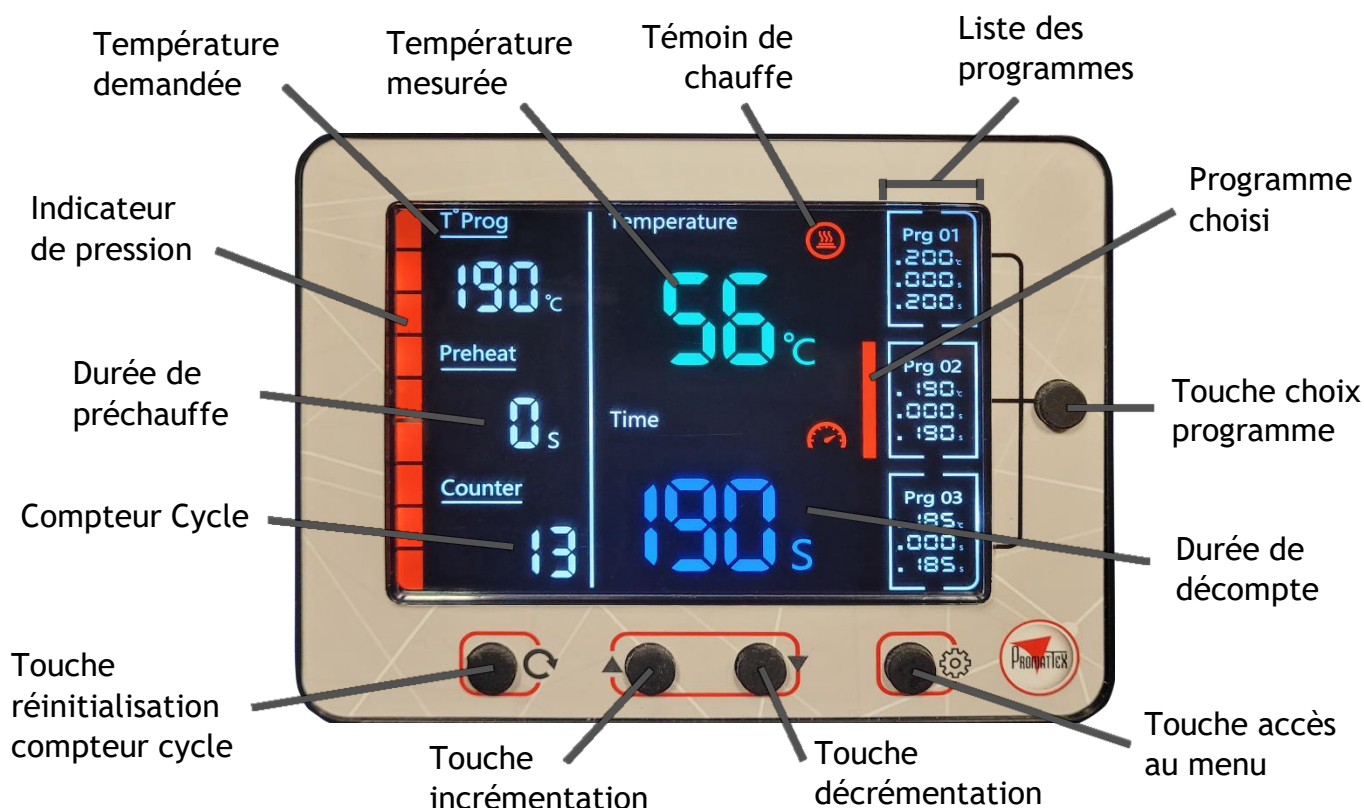 Température
demandée
Température
mesurée
Témoin de
chauffe
Liste des
programmes
Indicateur
de pression
Programme
choisi
Durée de
préchauffe
Touche choix
programme
Compteur Cycle
Durée de
décompte
Touche
réinitialisation
compteur cycle
Touche
incrémentation
Touche
décrémentation
Touche accès
au menu
T°Prog
190°C
Preheat
0 s
Counter
13
Temperature
56°C
Time
190 s
Prg 01
.200°c
.000 s
.200 s
Prg 02
.190°c
.000 s
.190 s
Prg 03
.185°c
.000 s
.185 s
PROMATTEX